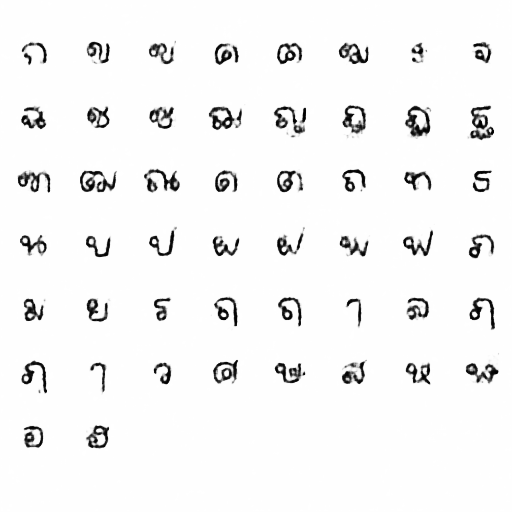 ก ข ฃ ค ฅ ฆ จ
ฉ ช ซ ฌ ญ ฎ ฏ ฐ
ฑ ฒ ณ ด ต ถ ท ธ
น บ ป ผ ฝ พ ฟ ภ
ม ย ร ฤ ฤ ๅ ล ฦ
ฦ ๅ ว ศ ษ ส ห ฬ
อ ฮ